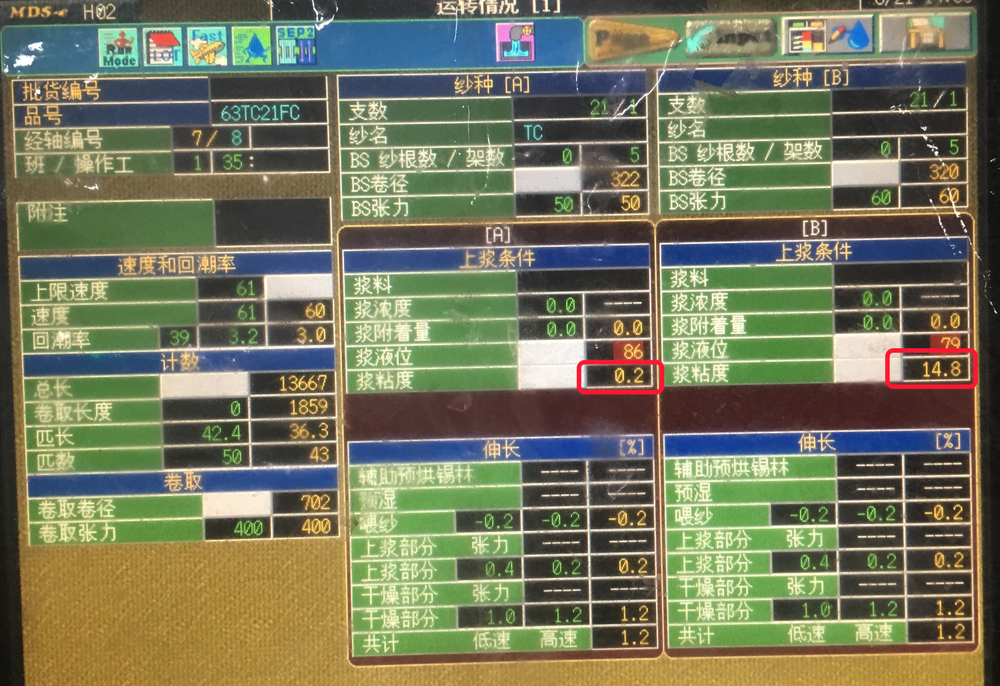 MDS-e H02 运转情况 [1]
Run Mode
LOT
Fast
SEP2
批货编号
品号 63TC21FC
经轴编号 7/ 8
班 / 操作工 1 35:
附注
速度和回潮率
上限速度 61
速度 61 60
回潮率 39 3.2 3.0
计数
总长 13667
卷取长度 0 1859
匹长 42.4 36.3
匹数 50 43
卷取
卷取卷径 702
卷取张力 400 400
纱种 [A]
支数 21/1
纱名 TC
BS 纱根数 / 架数 0 5
BS卷径 322
BS张力 50 50
[A]
上浆条件
浆料
浆浓度 0.0 ----
浆附着量 0.0 0.0
浆液位 86
浆粘度 0.2
伸长 [%]
辅助预烘锡林 ---- ----
预湿 ---- ----
喂纱 -0.2 -0.2 -0.2
上浆部分 张力 ---- ----
上浆部分 0.4 0.2 0.2
干燥部分 张力 ---- ----
干燥部分 1.0 1.2 1.2
共计 低速 高速 1.2
纱种 [B]
支数 21/1
纱名
BS 纱根数 / 架数 0 5
BS卷径 320
BS张力 60 60
[B]
上浆条件
浆料
浆浓度 0.0 ----
浆附着量 0.0 0.0
浆液位 79
浆粘度 14.8
伸长 [%]
辅助预烘锡林 ---- ----
预湿 ---- ----
喂纱 -0.2 -0.2 -0.2
上浆部分 张力 ---- ----
上浆部分 0.4 0.2 0.2
干燥部分 张力 ---- ----
干燥部分 1.0 1.2 1.2
共计 低速 高速 1.2